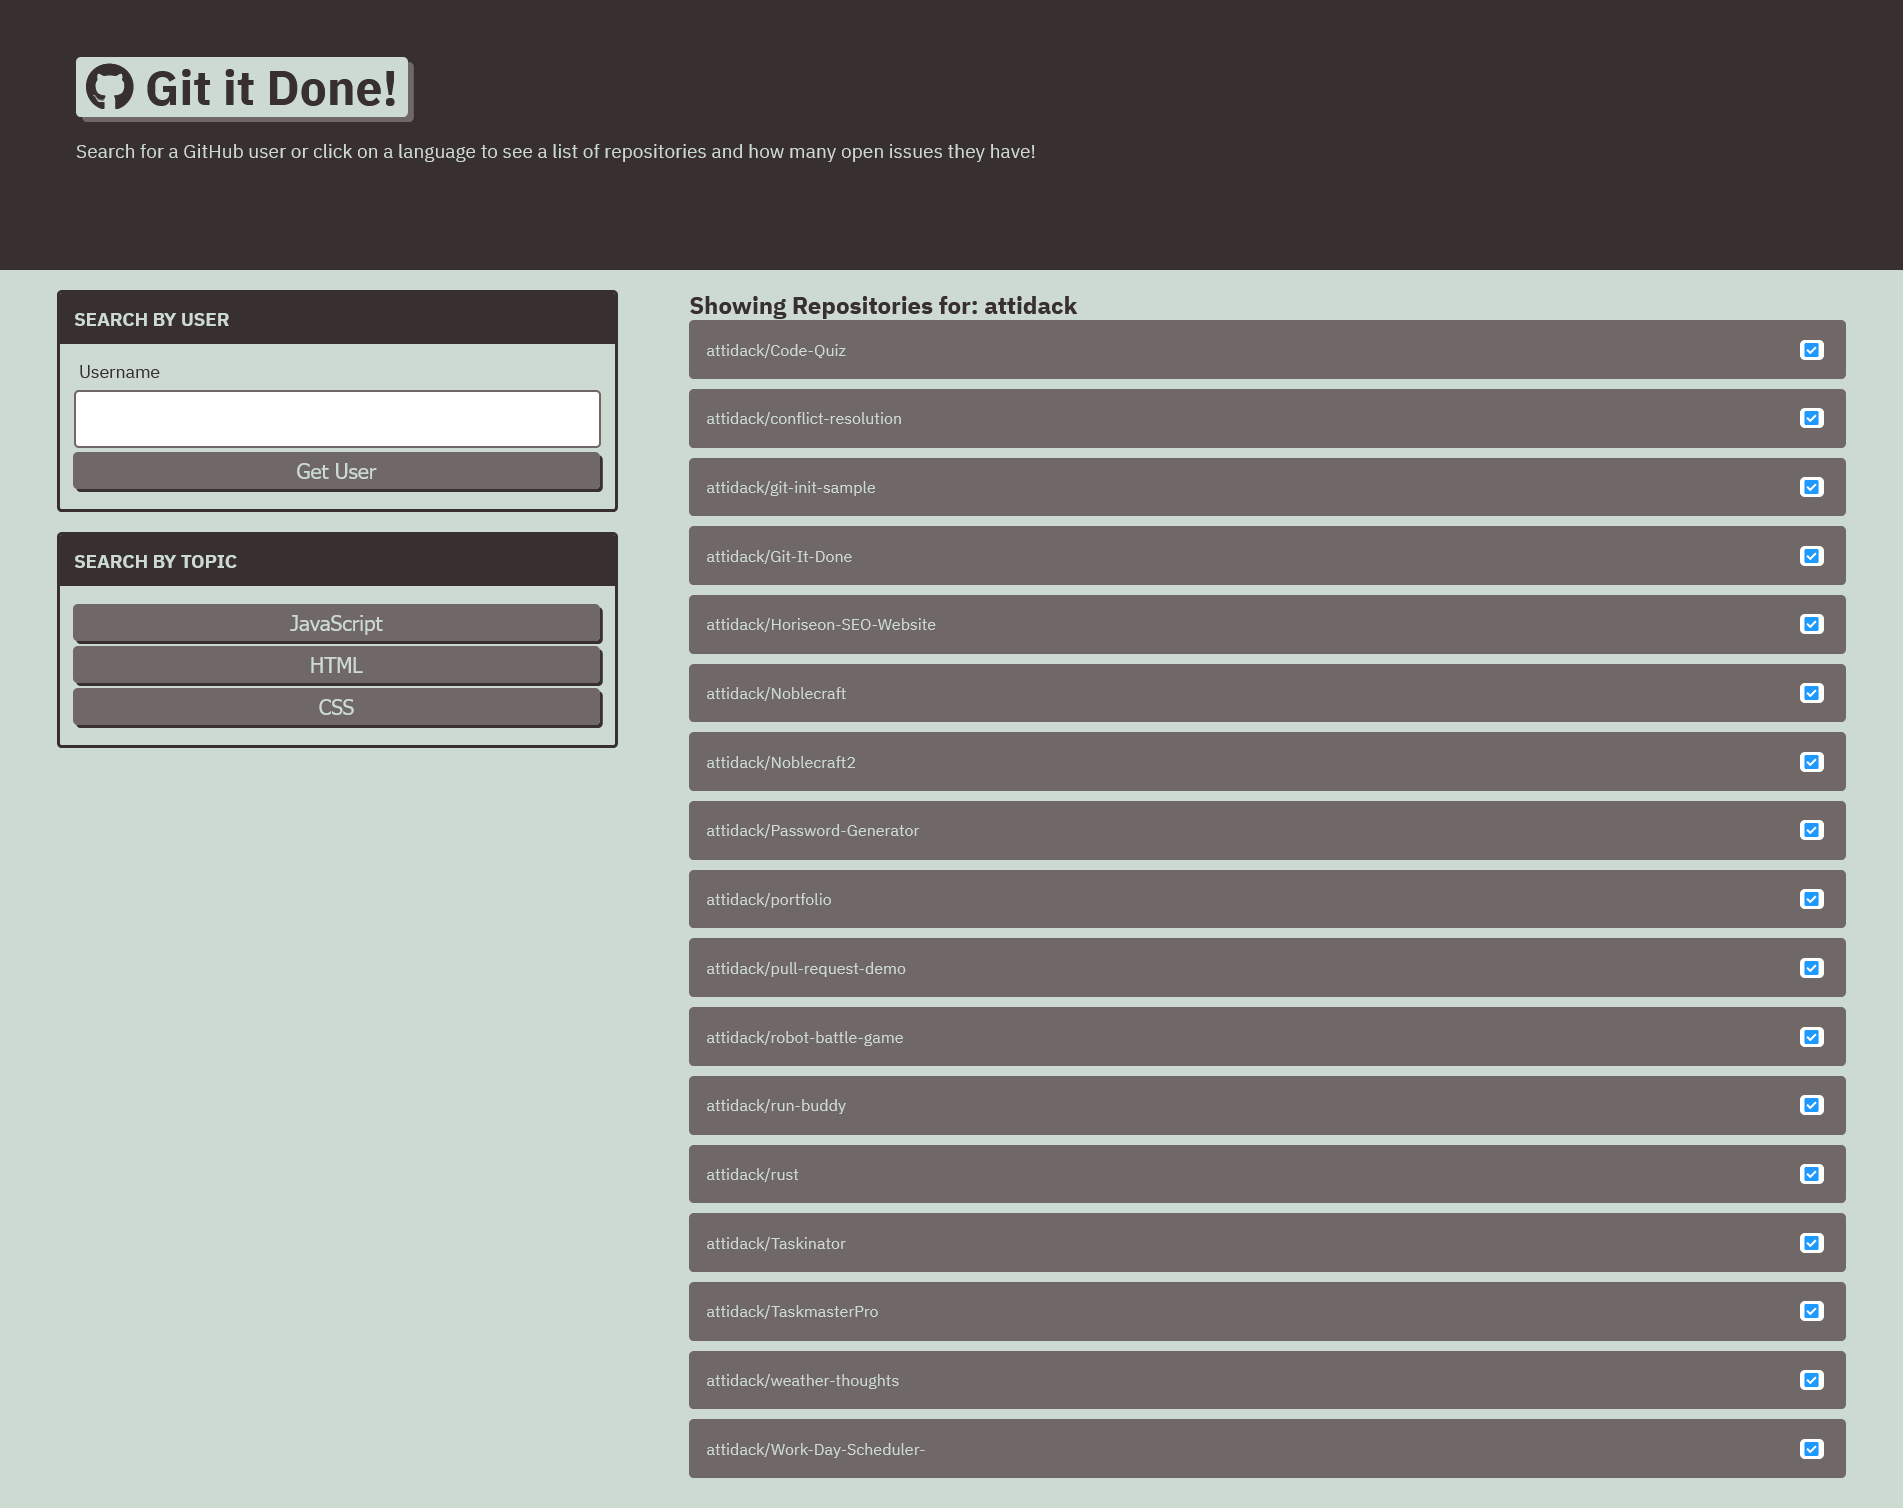 Git it Done!
Search for a GitHub user or click on a language to see a list of repositories and how many open issues they have!
SEARCH BY USER
Username
Get User
SEARCH BY TOPIC
JavaScript
HTML
CSS
Showing Repositories for: attidack
attidack/Code-Quiz
attidack/conflict-resolution
attidack/git-init-sample
attidack/Git-It-Done
attidack/Horiseon-SEO-Website
attidack/Noblecraft
attidack/Noblecraft2
attidack/Password-Generator
attidack/portfolio
attidack/pull-request-demo
attidack/robot-battle-game
attidack/run-buddy
attidack/rust
attidack/Taskinator
attidack/TaskmasterPro
attidack/weather-thoughts
attidack/Work-Day-Scheduler-